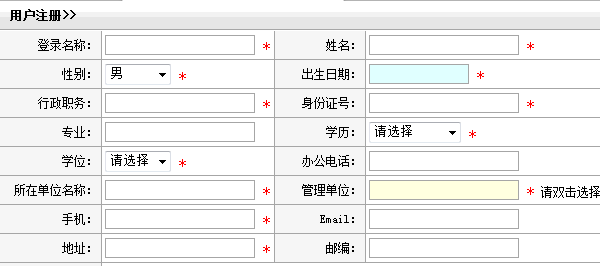 用户注册>>
登录名称: * 姓名: *
性别: 男 * 出生日期: *
行政职务: * 身份证号: *
专业: 学历: 请选择 *
学位: 请选择 * 办公电话:
所在单位名称: * 管理单位: * 请双击选择
手机: * Email:
地址: * 邮编: